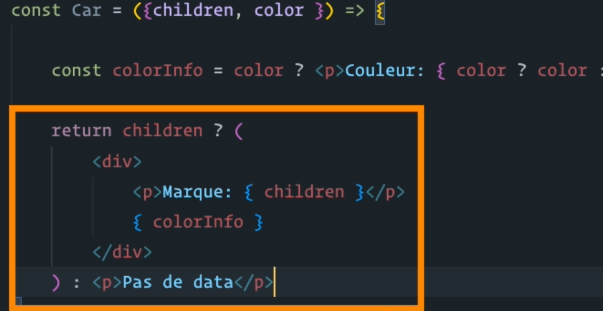 const Car = ({children, color }) => {
const colorInfo = color ? <p>Couleur: { color ? color :
return children ? (
<div>
<p>Marque: { children }</p>
{ colorInfo }
</div>
) : <p>Pas de data</p>